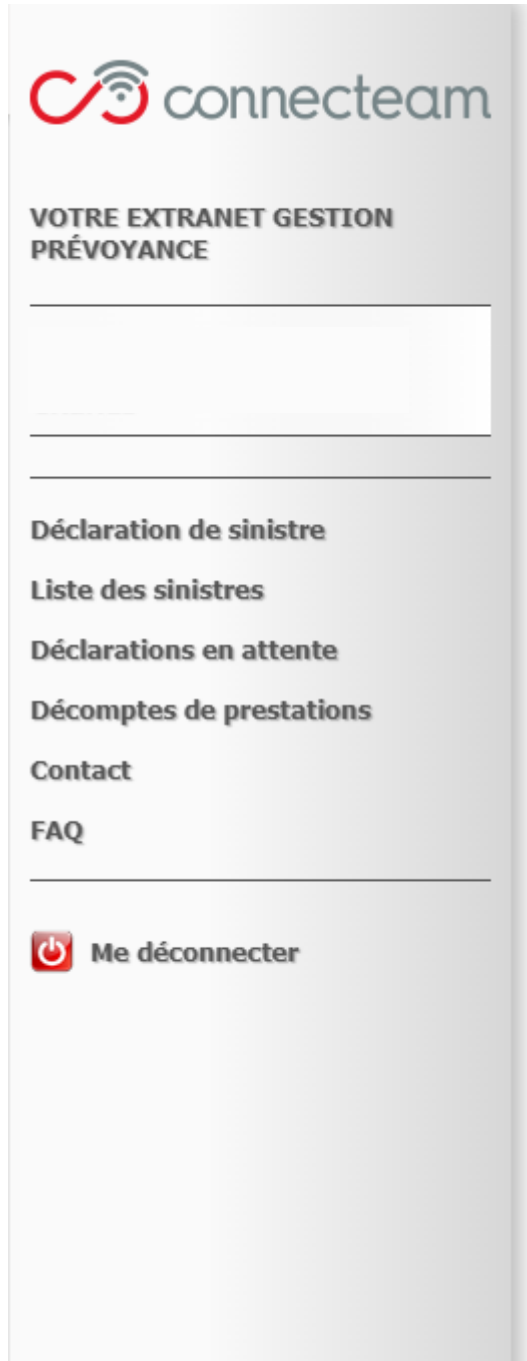 connecteam
VOTRE EXTRANET GESTION
PRÉVOYANCE
Déclaration de sinistre
Liste des sinistres
Déclarations en attente
Décomptes de prestations
Contact
FAQ
Me déconnecter